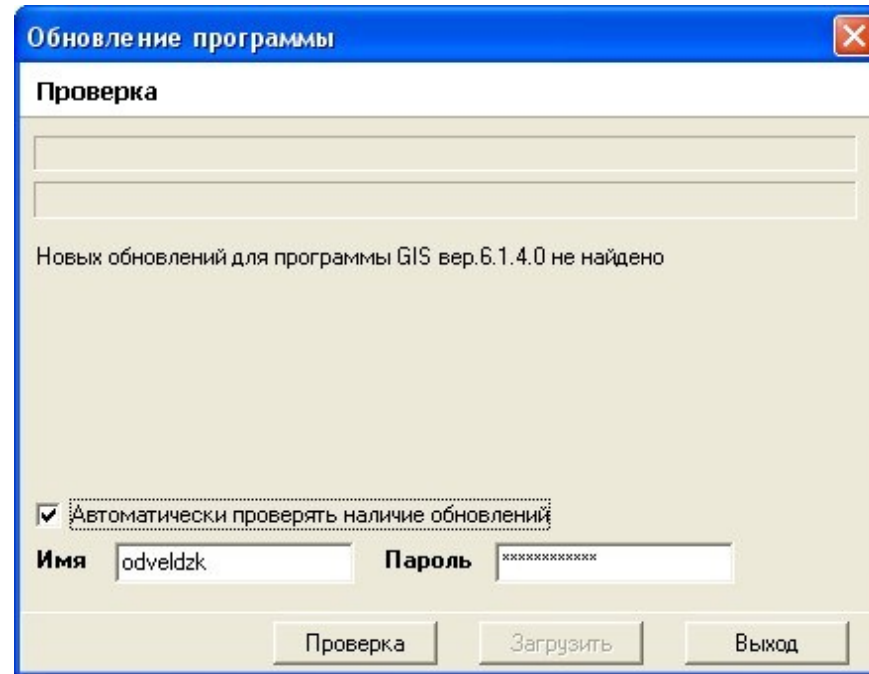 Обновление программы
Проверка
Новых обновлений для программы GIS вер.6.1.4.0 не найдено
Автоматически проверять наличие обновлений
Имя odveldzk Пароль ************
Проверка Загрузить Выход